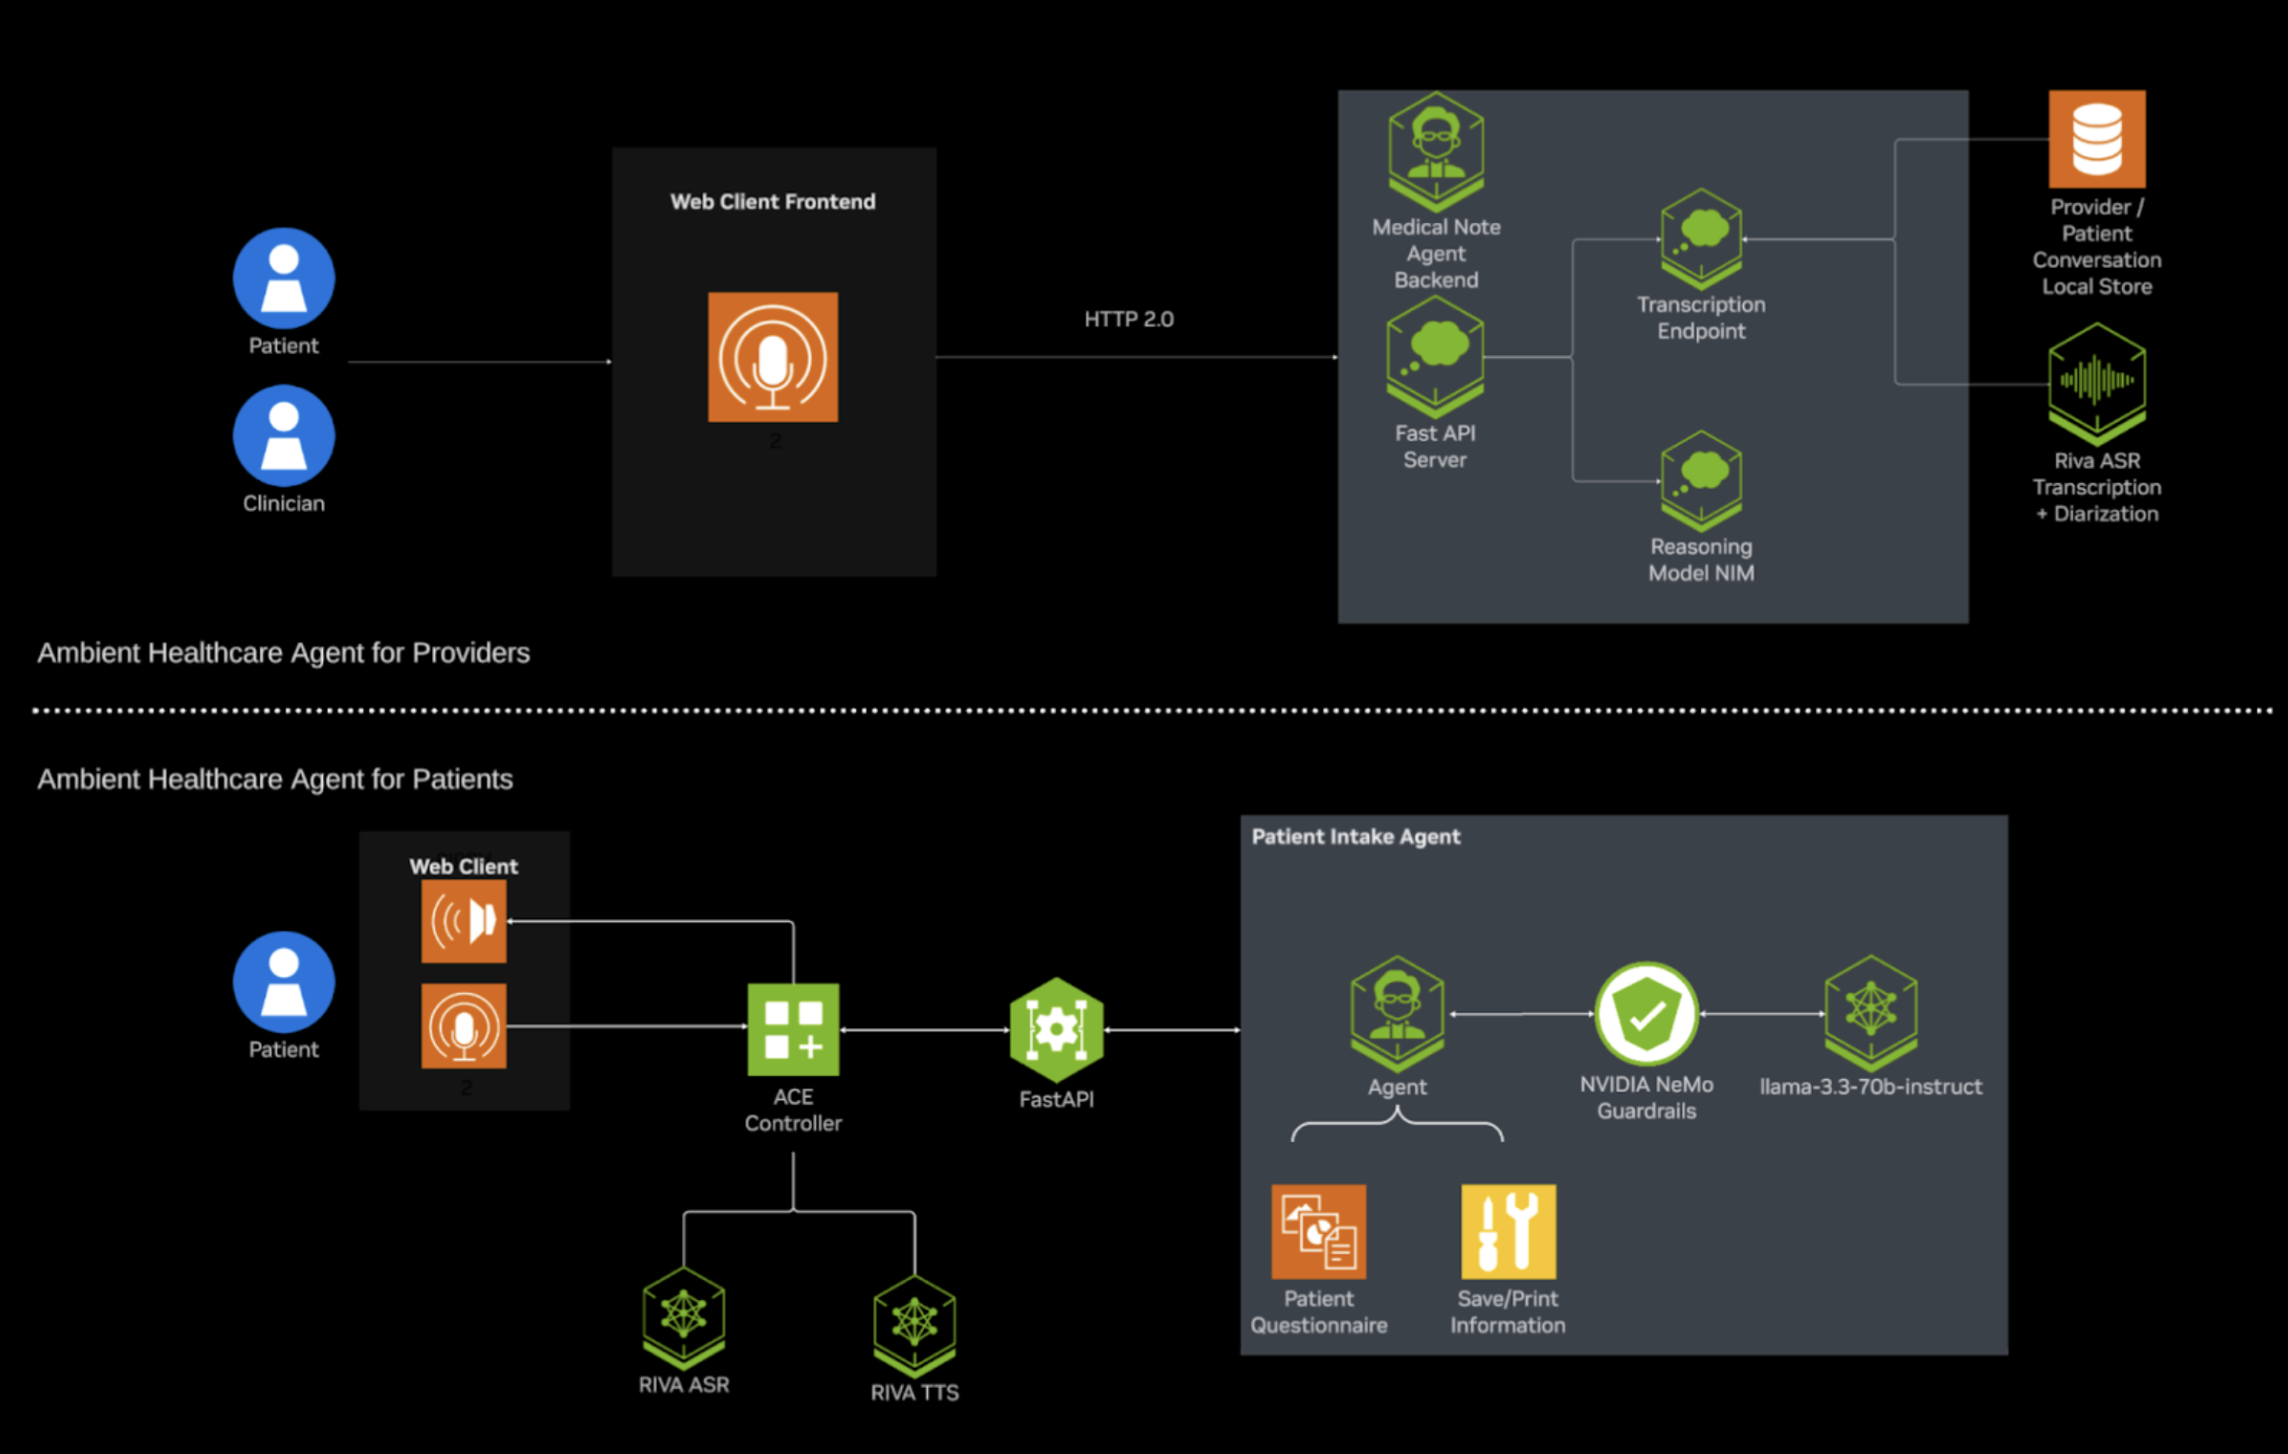 Web Client Frontend
Patient
Clinician
2
HTTP 2.0
Medical Note
Agent
Backend
Fast API
Server
Transcription
Endpoint
Reasoning
Model NIM
Provider /
Patient
Conversation
Local Store
Riva ASR
Transcription
+ Diarization
Ambient Healthcare Agent for Providers
Ambient Healthcare Agent for Patients
Web Client
Patient
2
ACE
Controller
RIVA ASR
RIVA TTS
FastAPI
Patient Intake Agent
Agent
NVIDIA NeMo
Guardrails
llama-3.3-70b-instruct
Patient
Questionnaire
Save/Print
Information